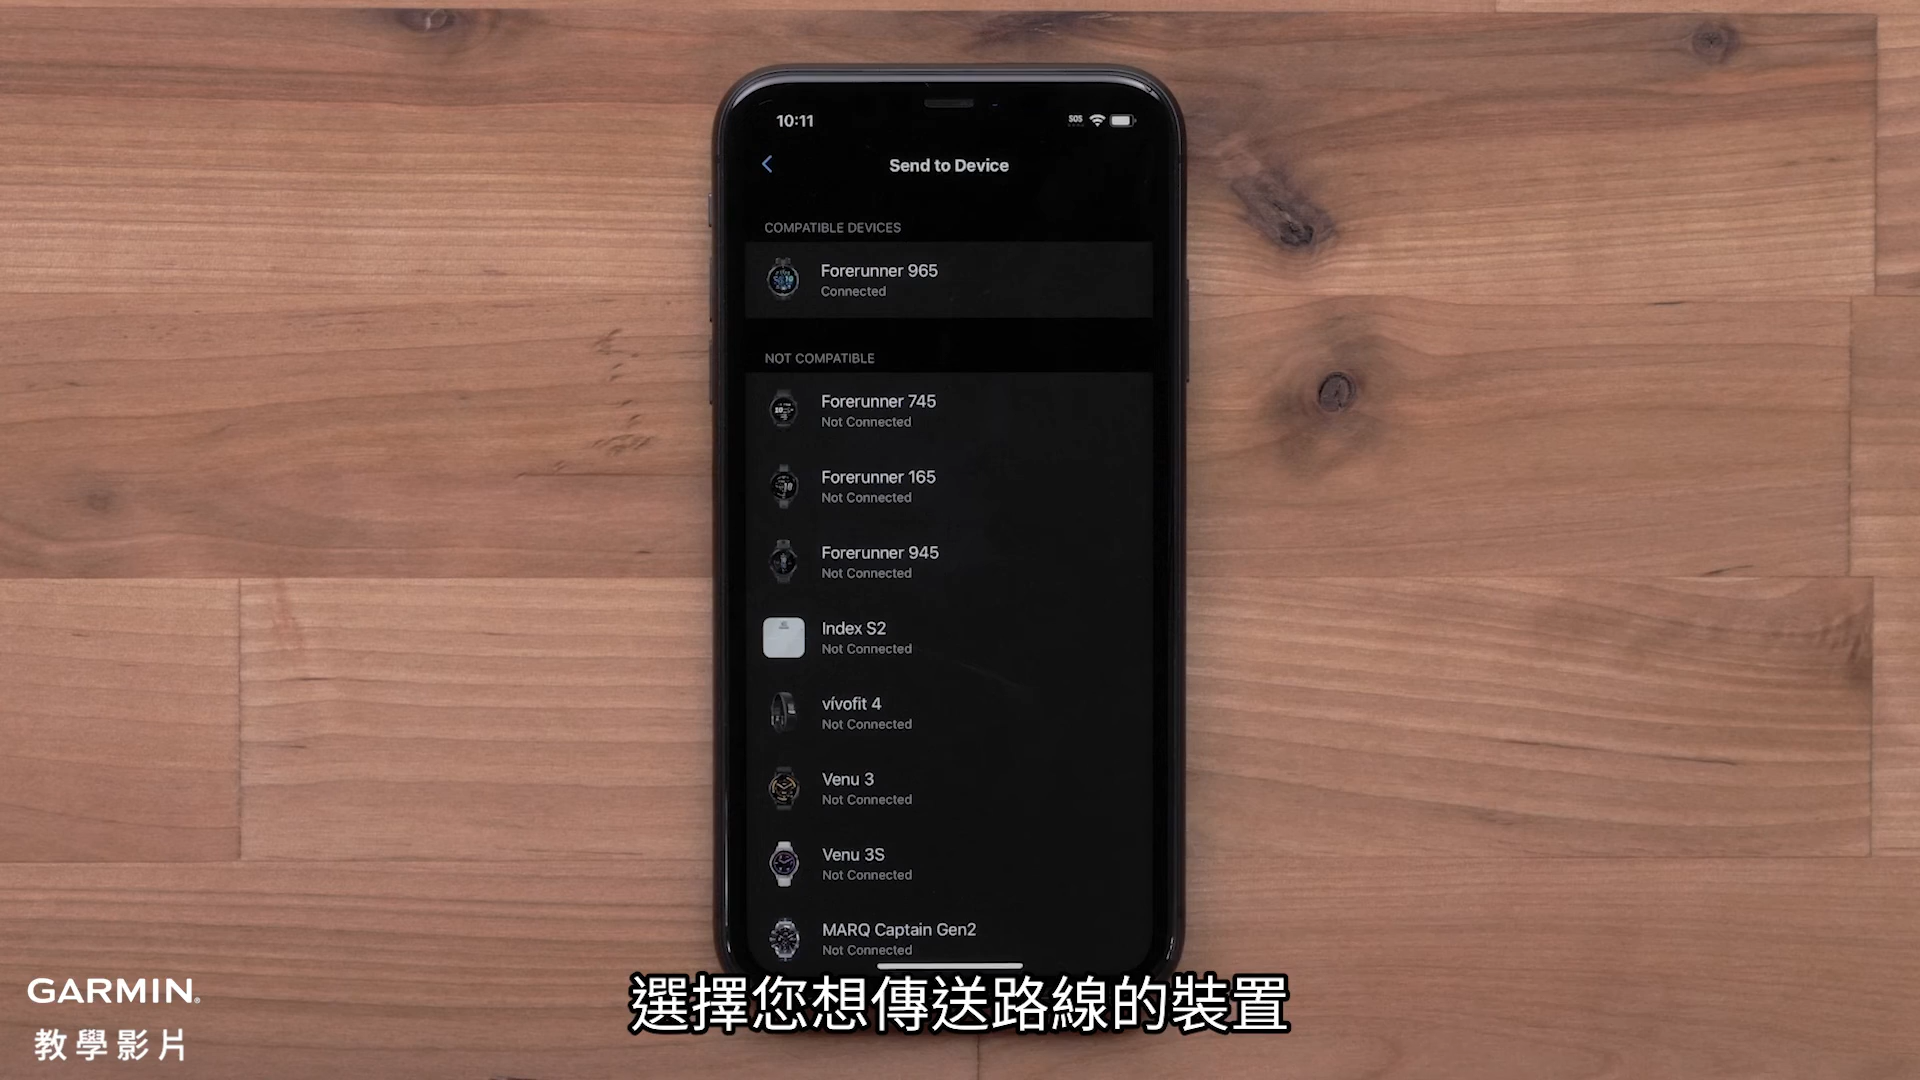 10:11
SOS
Send to Device
COMPATIBLE DEVICES
Forerunner 965
Connected
NOT COMPATIBLE
Forerunner 745
Not Connected
Forerunner 165
Not Connected
Forerunner 945
Not Connected
Index S2
Not Connected
vívofit 4
Not Connected
Venu 3
Not Connected
Venu 3S
Not Connected
MARQ Captain Gen2
Not Connected
選擇您想傳送路線的裝置
GARMIN®
教學影片